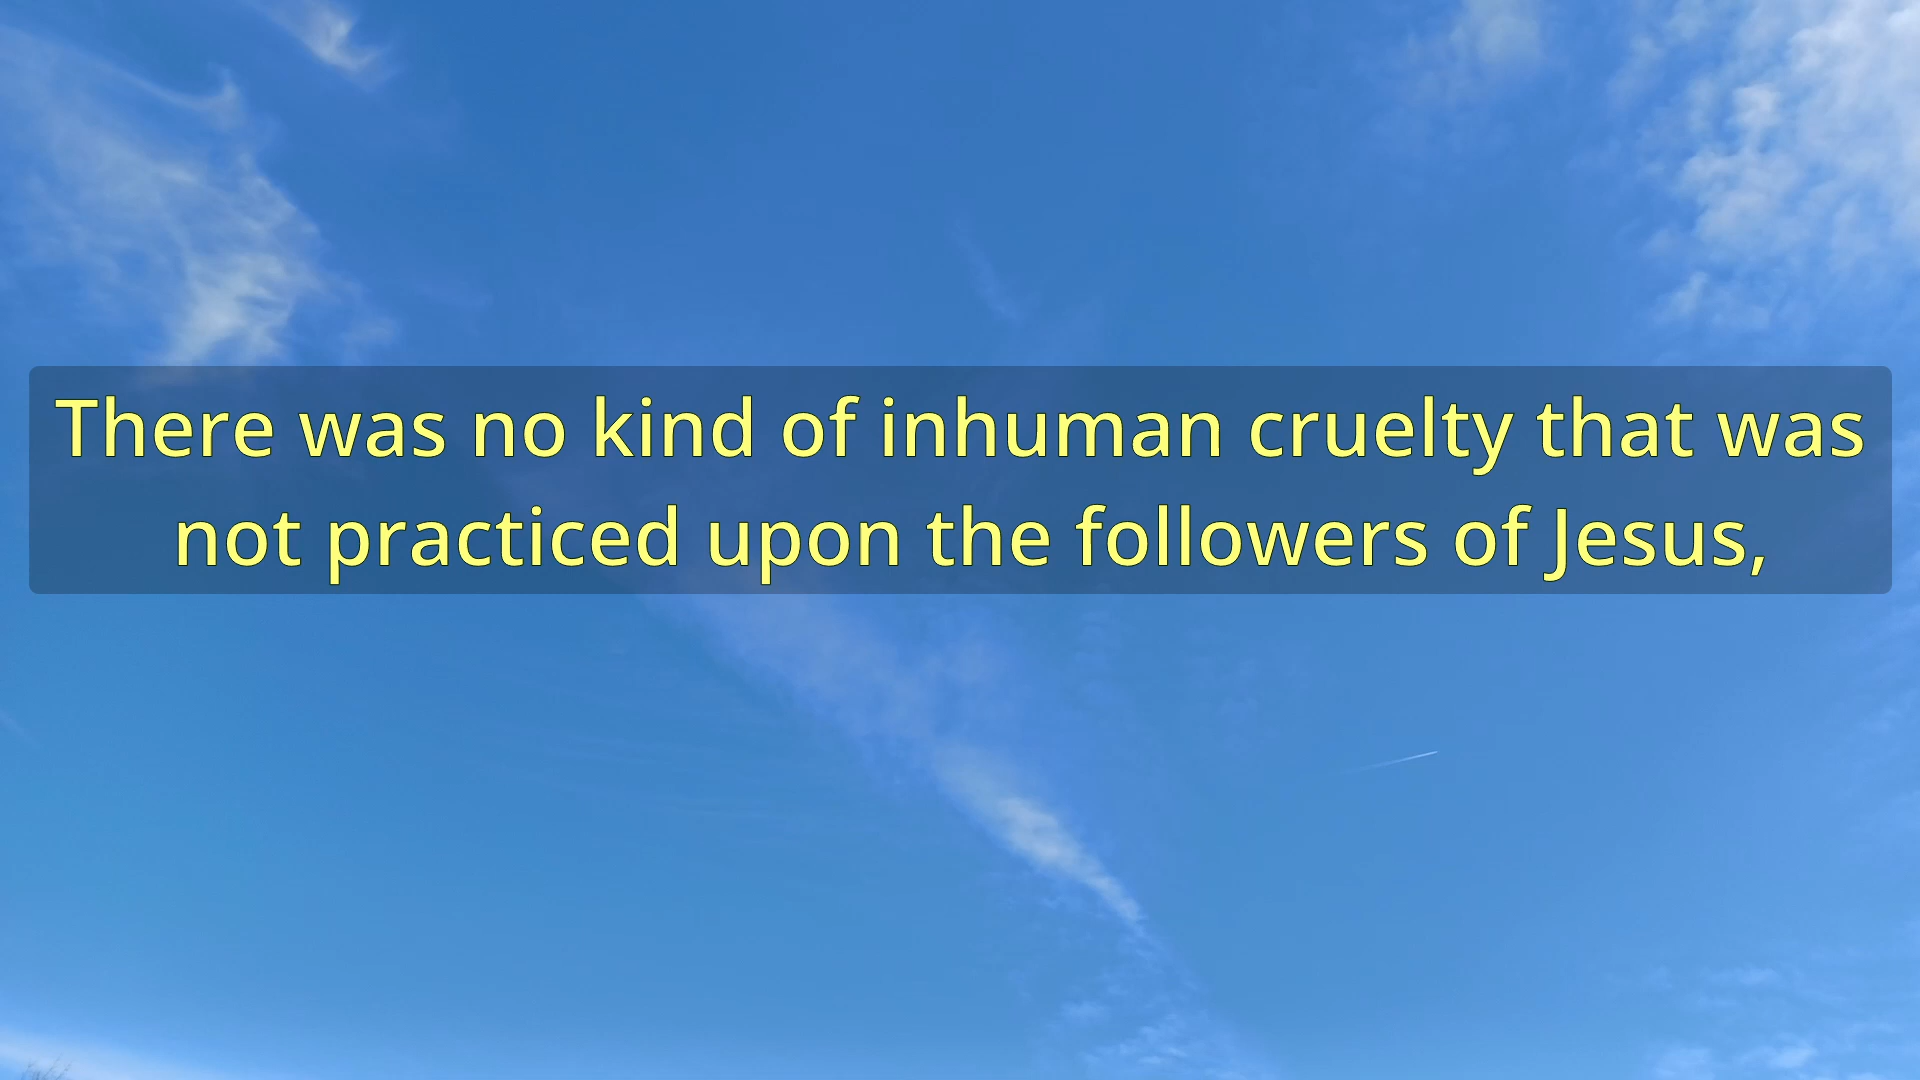 There was no kind of inhuman cruelty that was
not practiced upon the followers of Jesus,